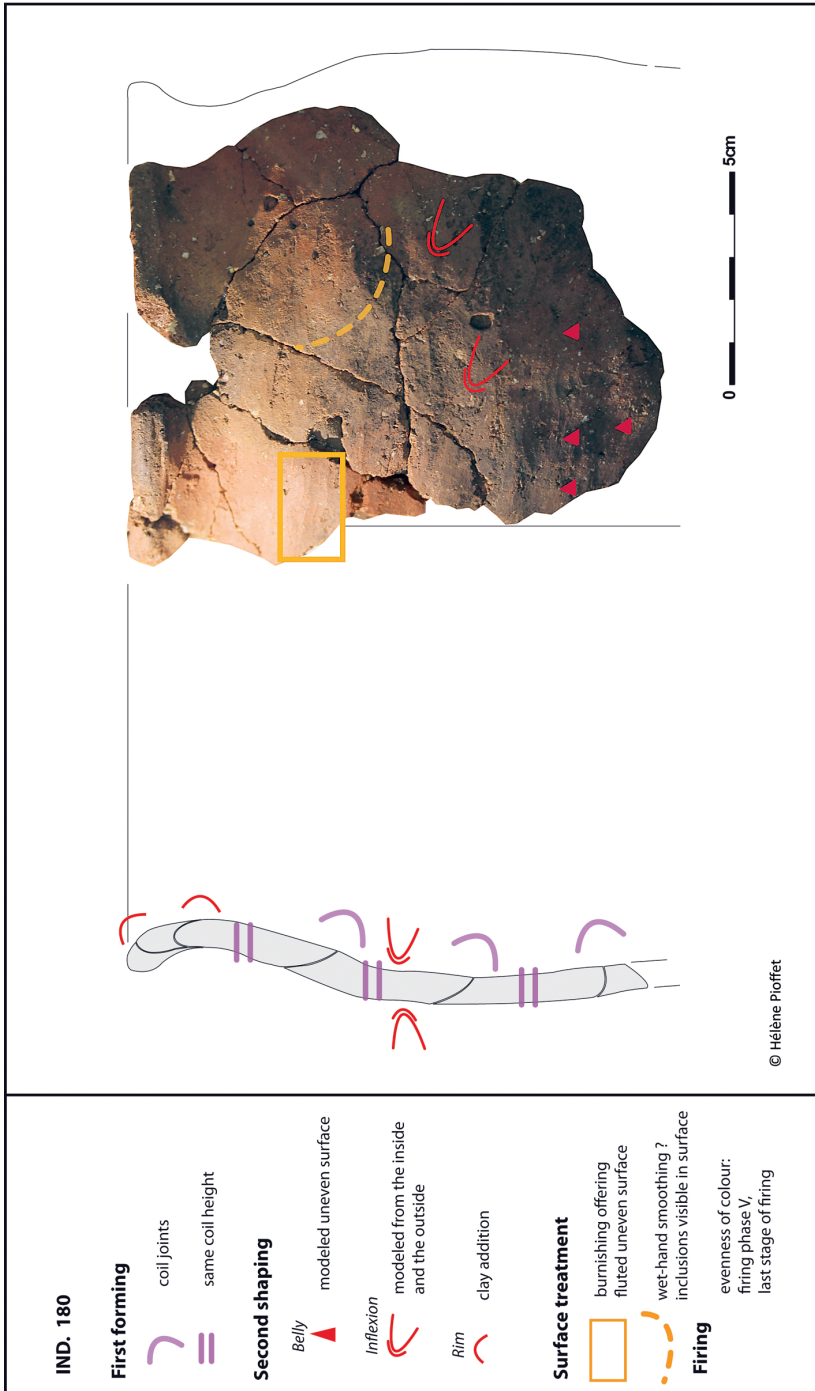 IND. 180
First forming
coil joints
same coil height
Second shaping
Belly
modeled uneven surface
Inflexion
modeled from the inside
and the outside
Rim
clay addition
Surface treatment
burnishing offering
fluted uneven surface
wet-hand smoothing ?
inclusions visible in surface
Firing
evenness of colour:
firing phase V,
last stage of firing
© Hélène Pioffet
0
5cm